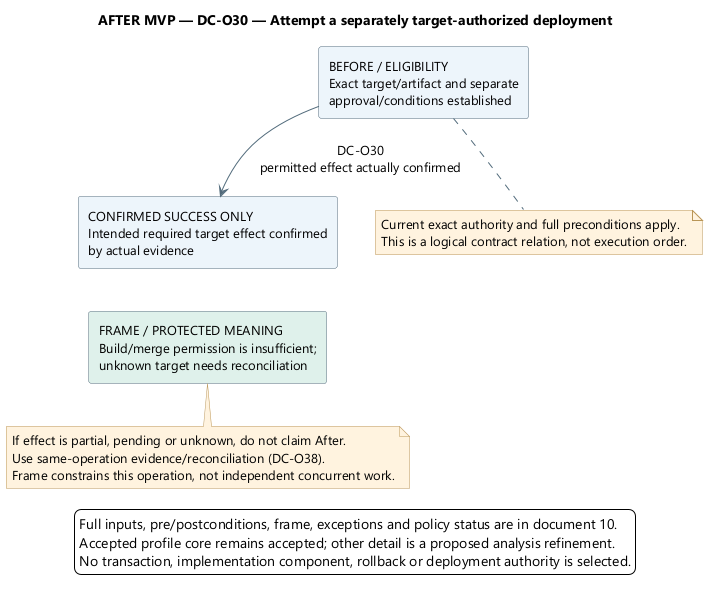 AFTER MVP — DC-O30 — Attempt a separately target-authorized deployment
BEFORE / ELIGIBILITY
Exact target/artifact and separate
approval/conditions established
DC-O30
permitted effect actually confirmed
CONFIRMED SUCCESS ONLY
Intended required target effect confirmed
by actual evidence
Current exact authority and full preconditions apply.
This is a logical contract relation, not execution order.
FRAME / PROTECTED MEANING
Build/merge permission is insufficient;
unknown target needs reconciliation
If effect is partial, pending or unknown, do not claim After.
Use same-operation evidence/reconciliation (DC-O38).
Frame constrains this operation, not independent concurrent work.
Full inputs, pre/postconditions, frame, exceptions and policy status are in document 10.
Accepted profile core remains accepted; other detail is a proposed analysis refinement.
No transaction, implementation component, rollback or deployment authority is selected.